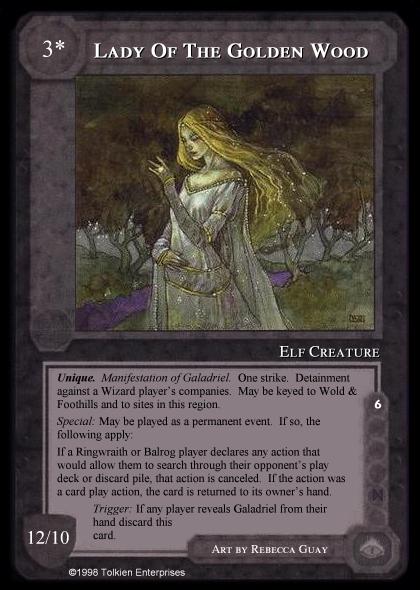 3*
LADY OF THE GOLDEN WOOD
ELF CREATURE
Unique. Manifestation of Galadriel. One strike. Detainment
against a Wizard player's companies. May be keyed to Wold &
Foothills and to sites in this region.
6
Special: May be played as a permanent event. If so, the
following apply:
If a Ringwraith or Balrog player declares any action that
would allow them to search through their opponent's play
deck or discard pile, that action is canceled. If the action was
a card play action, the card is returned to its owner's hand.
Trigger: If any player reveals Galadriel from their
hand discard this
card.
12/10
ART BY REBECCA GUAY
©1998 Tolkien Enterprises